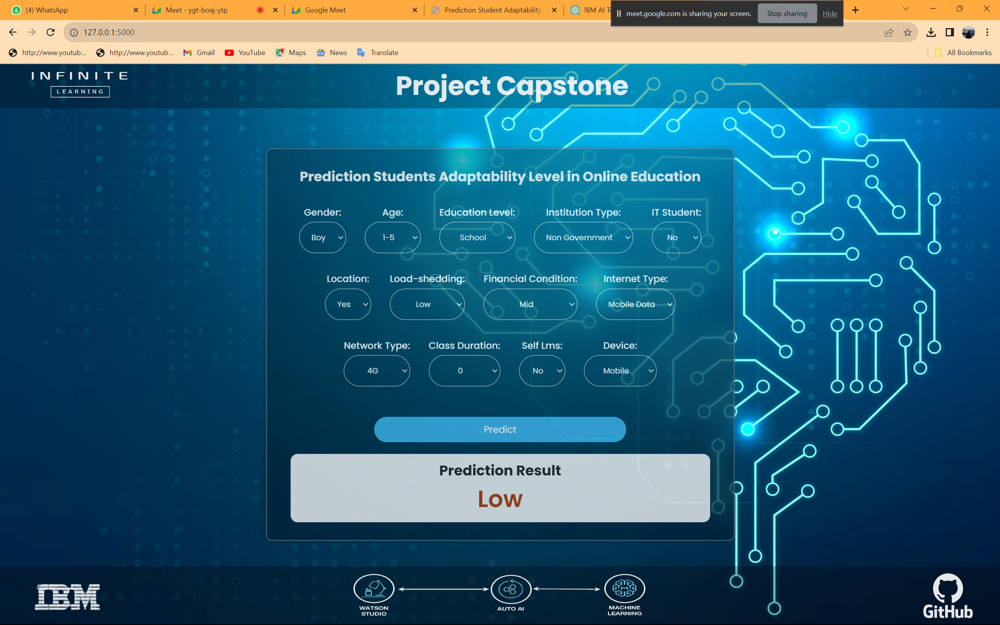 (4) WhatsApp
Meet - ygt-boaj-ytp
Google Meet
Prediction Student Adaptability
IBM AI
meet.google.com is sharing your screen.
Stop sharing
Hide
127.0.0.1:5000
http://www.youtub...
http://www.youtub...
Gmail
YouTube
Maps
News
Translate
All Bookmarks
INFINITE
LEARNING
Project Capstone
Prediction Students Adaptability Level in Online Education
Gender: Age: Education Level: Institution Type: IT Student:
Boy 1-5 School Non Government No
Location: Load-shedding: Financial Condition: Internet Type:
Yes Low Mid Mobile Data
Network Type: Class Duration: Self Lms: Device:
4G 0 No Mobile
Predict
Prediction Result
Low
IBM
WATSON
STUDIO
AUTO AI
MACHINE
LEARNING
GitHub